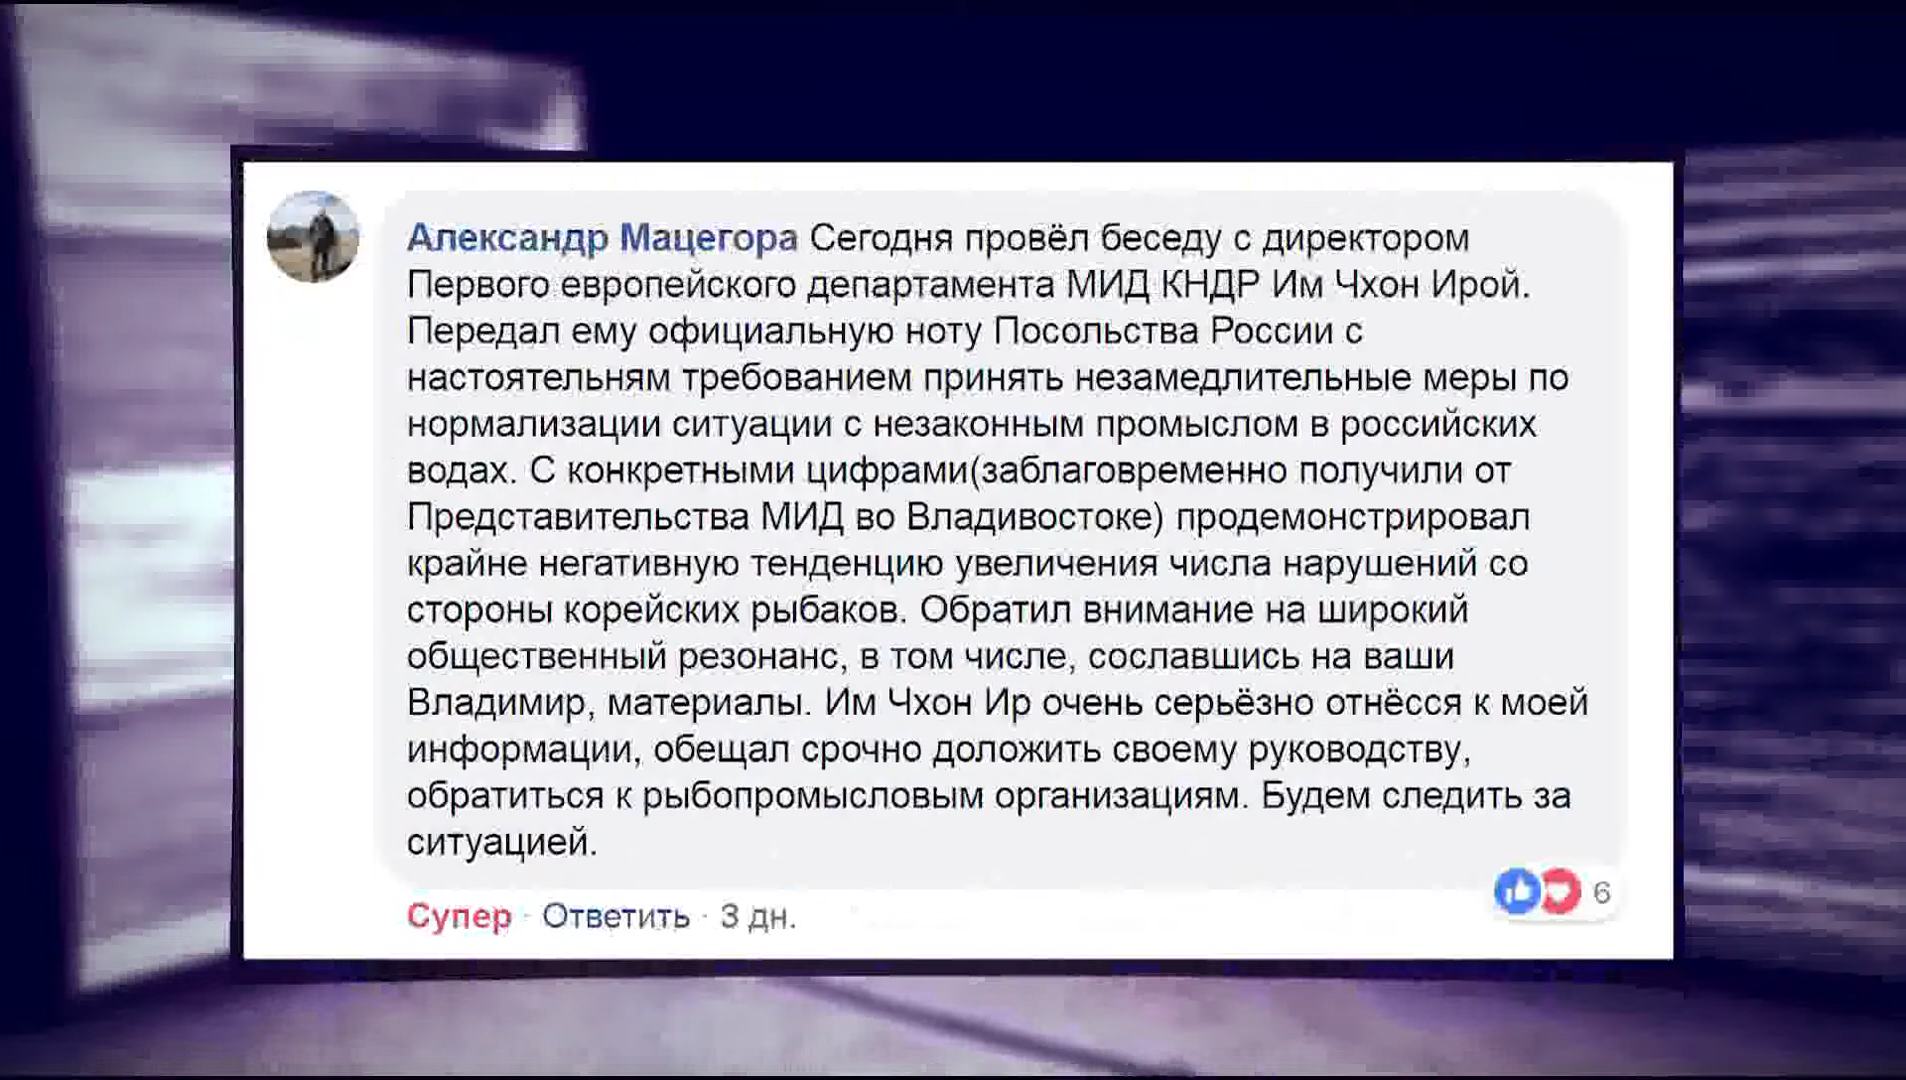 Александр Мацегора Сегодня провёл беседу с директором
Первого европейского департамента МИД КНДР Им Чхон Ирой.
Передал ему официальную ноту Посольства России с
настоятельням требованием принять незамедлительные меры по
нормализации ситуации с незаконным промыслом в российских
водах. С конкретными цифрами(заблаговременно получили от
Представительства МИД во Владивостоке) продемонстрировал
крайне негативную тенденцию увеличения числа нарушений со
стороны корейских рыбаков. Обратил внимание на широкий
общественный резонанс, в том числе, сославшись на ваши
Владимир, материалы. Им Чхон Ир очень серьёзно отнёсся к моей
информации, обещал срочно доложить своему руководству,
обратиться к рыбопромысловым организациям. Будем следить за
ситуацией.
6
Супер · Ответить · 3 дн.